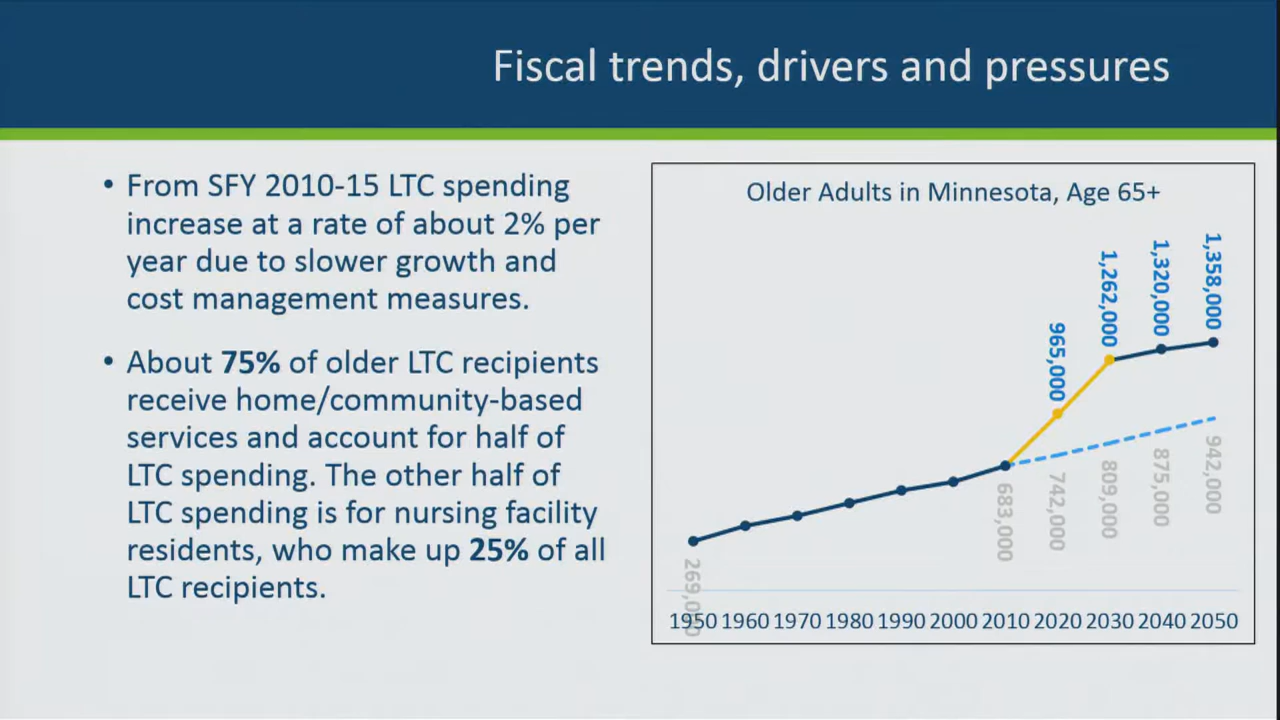 Fiscal trends, drivers and pressures
• From SFY 2010-15 LTC spending
increase at a rate of about 2% per
year due to slower growth and
cost management measures.
• About 75% of older LTC recipients
receive home/community-based
services and account for half of
LTC spending. The other half of
LTC spending is for nursing facility
residents, who make up 25% of all
LTC recipients.
Older Adults in Minnesota, Age 65+
269,000
683,000
965,000
742,000
1,262,000
809,000
1,320,000
875,000
1,358,000
942,000
1950 1960 1970 1980 1990 2000 2010 2020 2030 2040 2050